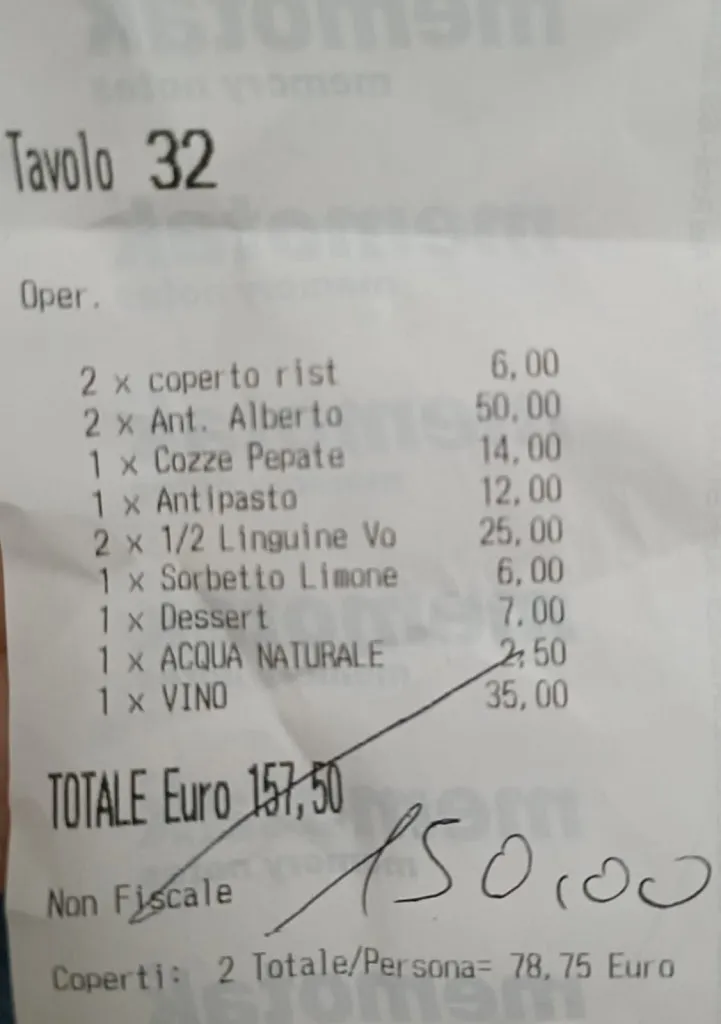 Tavolo 32
Oper.
2 x coperto rist 6,00
2 x Ant. Alberto 50,00
1 x Cozze Pepate 14,00
1 x Antipasto 12,00
2 x 1/2 Linguine Vo 25,00
1 x Sorbetto Limone 6,00
1 x Dessert 7,00
1 x ACQUA NATURALE 2,50
1 x VINO 35,00
TOTALE Euro 157,50
150,00
Non Fiscale
Coperti: 2 Totale/Persona= 78,75 Euro